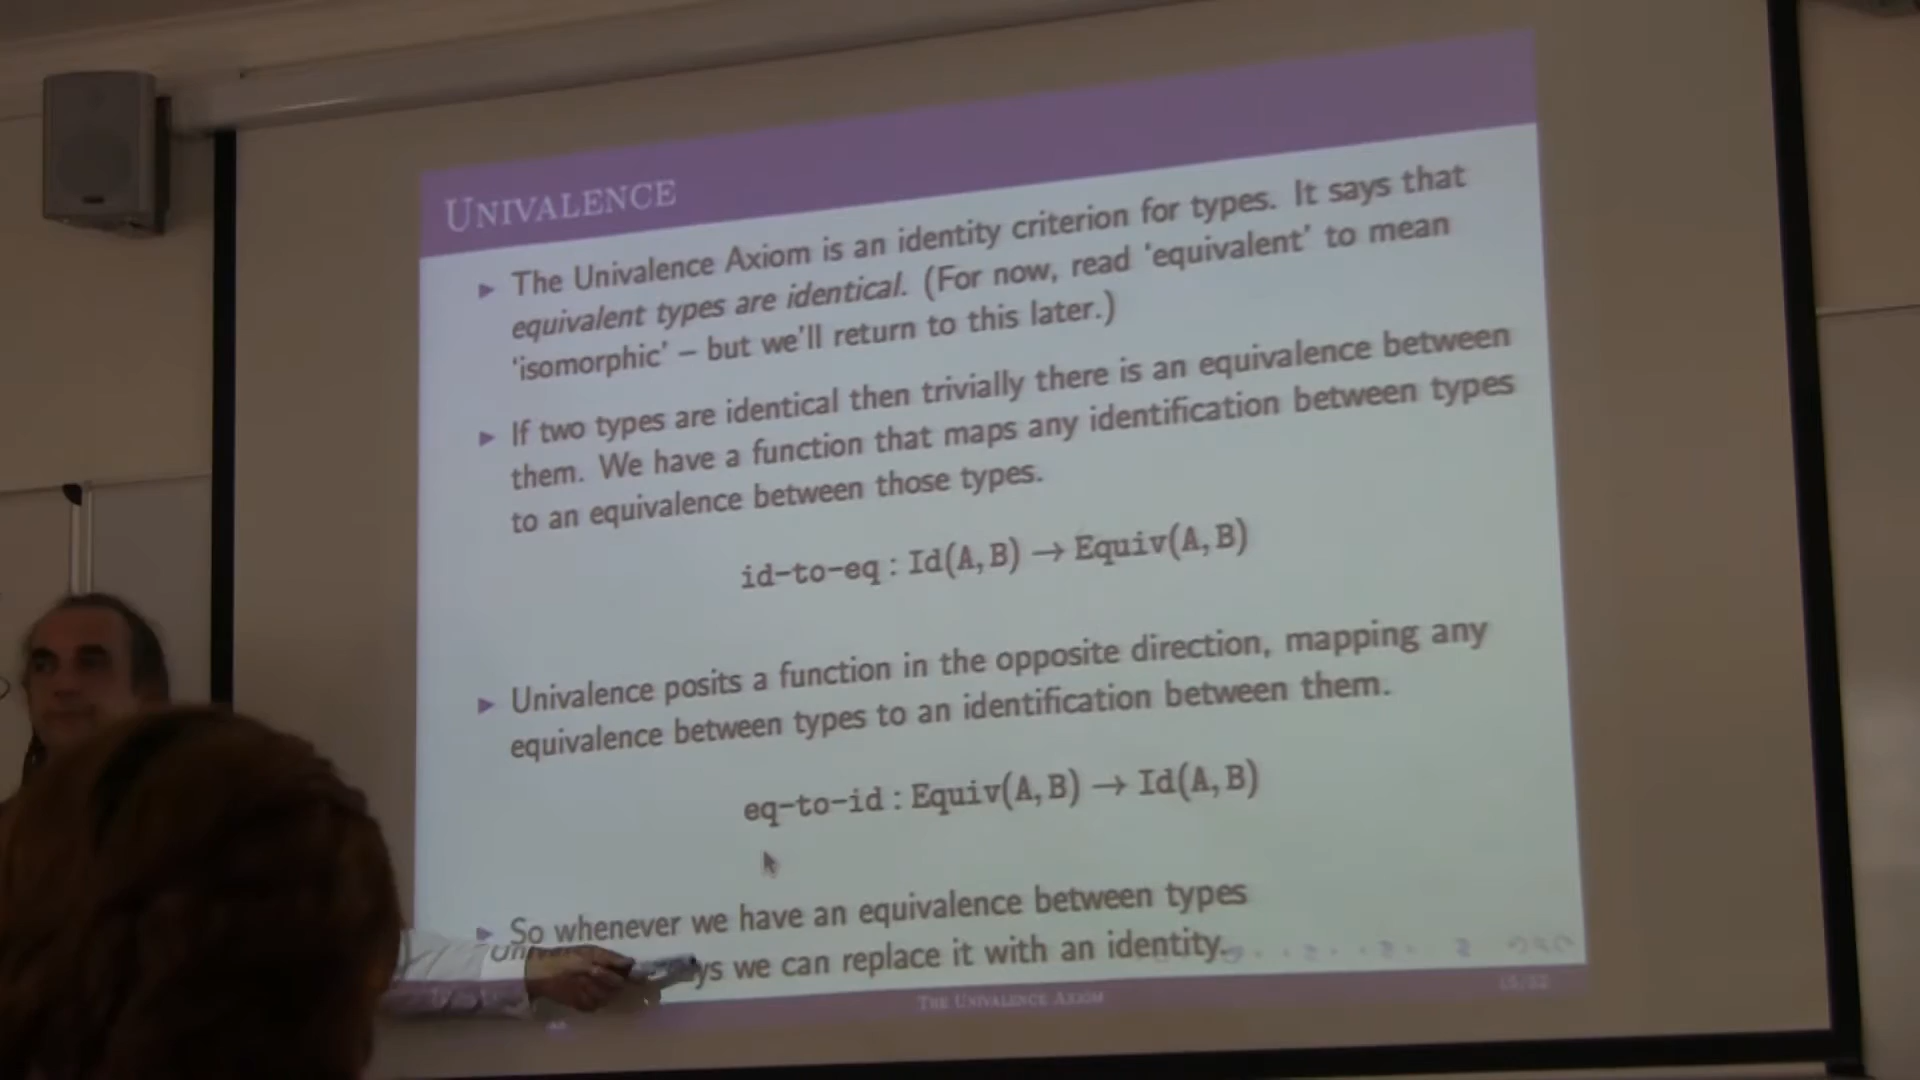 UNIVALENCE
▶ The Univalence Axiom is an identity criterion for types. It says that
equivalent types are identical. (For now, read ‘equivalent’ to mean
‘isomorphic’ – but we’ll return to this later.)
▶ If two types are identical then trivially there is an equivalence between
them. We have a function that maps any identification between types
to an equivalence between those types.
id-to-eq : Id(A, B) → Equiv(A, B)
▶ Univalence posits a function in the opposite direction, mapping any
equivalence between types to an identification between them.
eq-to-id : Equiv(A, B) → Id(A, B)
▶ So whenever we have an equivalence between types
we can replace it with an identity.
THE UNIVALENCE AXIOM